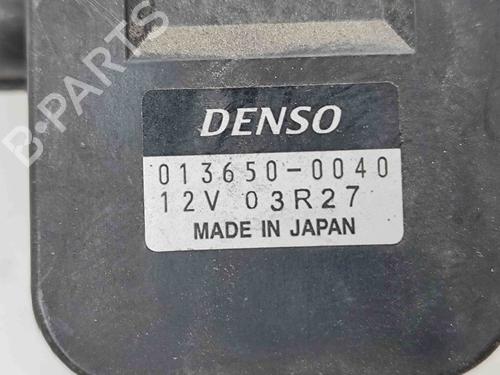 B-PARTS
DENSO
013650-0040
12V 03R27
MADE IN JAPAN